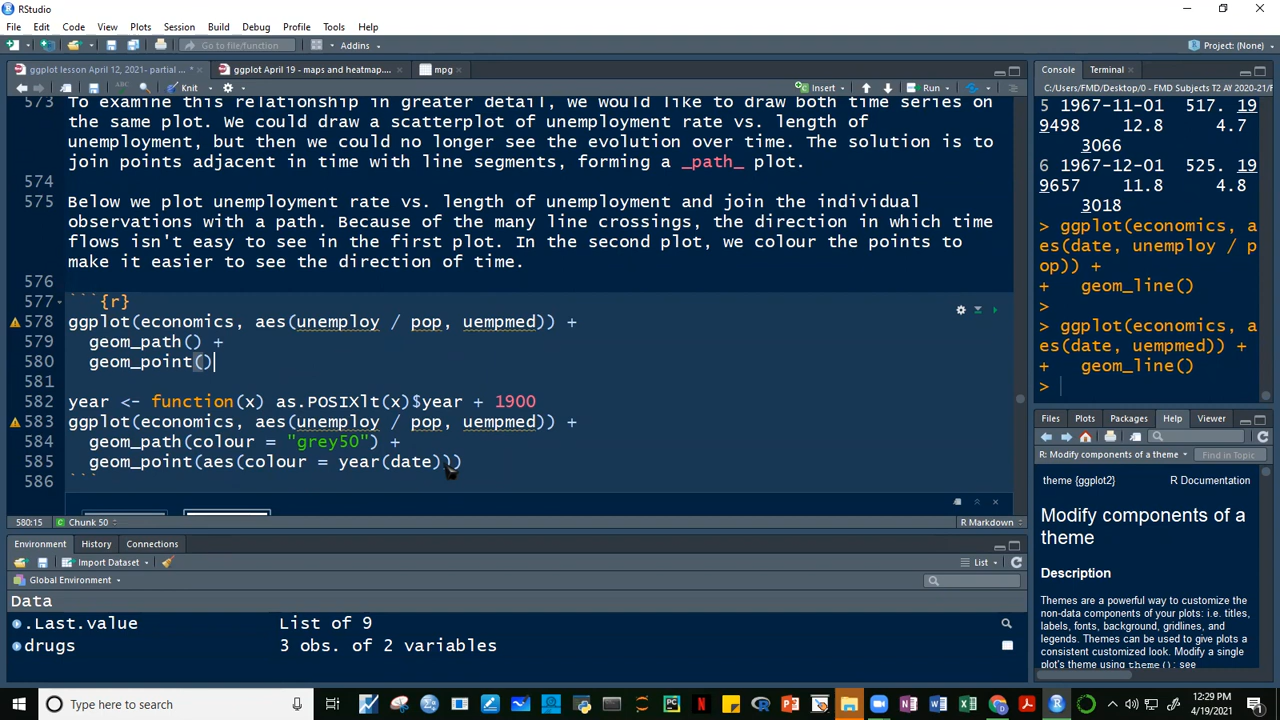 RStudio
File Edit Code View Plots Session Build Debug Profile Tools Help
Go to file/function Addins Project: (None)
ggplot lesson April 12, 2021- partial ... * ggplot April 19 - maps and heatmap.... mpg
Knit Insert Run
573 To examine this relationship in greater detail, we would like to draw both time series on
the same plot. We could draw a scatterplot of unemployment rate vs. length of
unemployment, but then we could no longer see the evolution over time. The solution is to
join points adjacent in time with line segments, forming a _path_ plot.
574
575 Below we plot unemployment rate vs. length of unemployment and join the individual
observations with a path. Because of the many line crossings, the direction in which time
flows isn't easy to see in the first plot. In the second plot, we colour the points to
make it easier to see the direction of time.
576
577 ```{r}
578 ggplot(economics, aes(unemploy / pop, uempmed)) +
579 geom_path() +
580 geom_point()
581
582 year <- function(x) as.POSIXlt(x)$year + 1900
583 ggplot(economics, aes(unemploy / pop, uempmed)) +
584 geom_path(colour = "grey50") +
585 geom_point(aes(colour = year(date)))
586 ```
580:15 Chunk 50 R Markdown
Environment History Connections
Import Dataset List
Global Environment
Data
.Last.value List of 9
drugs 3 obs. of 2 variables
Console Terminal
C:/Users/FMD/Desktop/0 - FMD Subjects T2 AY 2020-21/F
5 1967-11-01 517. 19
9498 12.8 4.7
3066
6 1967-12-01 525. 19
9657 11.8 4.8
3018
> ggplot(economics, a
es(date, unemploy / p
op)) +
+ geom_line()
>
> ggplot(economics, a
es(date, uempmed)) +
+ geom_line()
>
Files Plots Packages Help Viewer
R: Modify components of a theme Find in Topic
theme {ggplot2} R Documentation
Modify components of a
theme
Description
Themes are a powerful way to customize the
non-data components of your plots: i.e. titles,
labels, fonts, background, gridlines, and
legends. Themes can be used to give plots a
consistent customized look. Modify a single
plot's theme using theme(); see
Type here to search
12:29 PM
4/19/2021